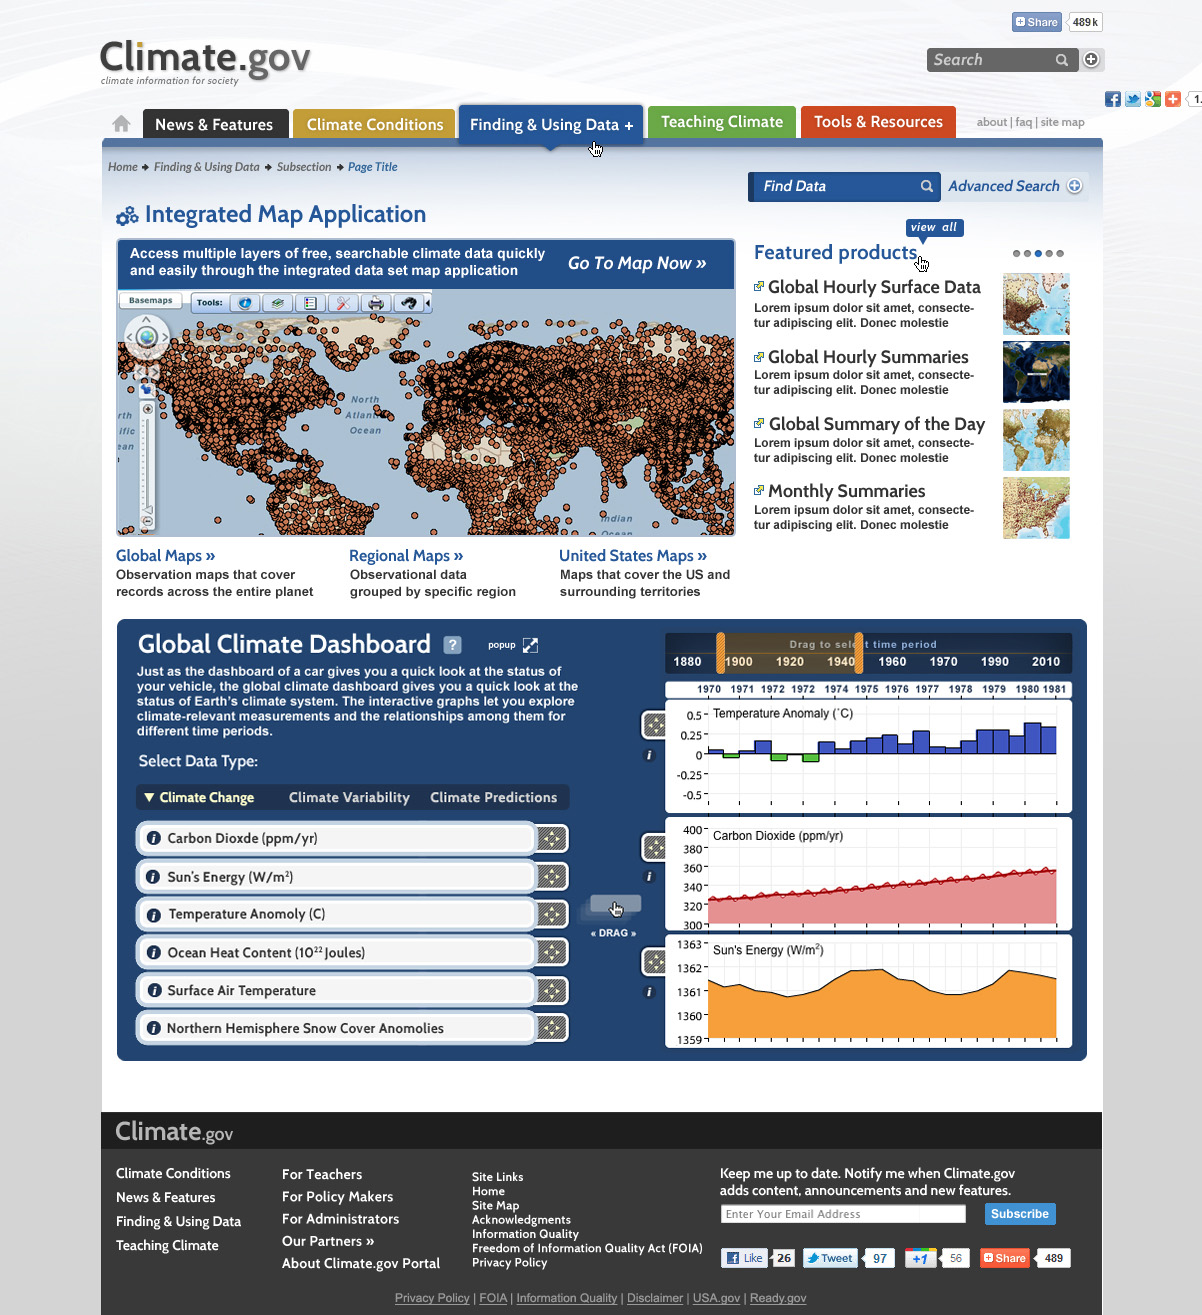 Share
489k
Climate.gov
climate information for society
Search
1.
News & Features
Climate Conditions
Finding & Using Data +
Teaching Climate
Tools & Resources
about | faq | site map
Home
Finding & Using Data
Subsection
Page Title
Find Data
Advanced Search
Integrated Map Application
view all
Access multiple layers of free, searchable climate data quickly
and easily through the integrated data set map application
Go To Map Now »
Basemaps
Tools:
North
Atlantic
Ocean
rth
ific
ean
Indian
Ocean
Featured products
Global Hourly Surface Data
Lorem ipsum dolor sit amet, consecte-
tur adipiscing elit. Donec molestie
Global Hourly Summaries
Lorem ipsum dolor sit amet, consecte-
tur adipiscing elit. Donec molestie
Global Summary of the Day
Lorem ipsum dolor sit amet, consecte-
tur adipiscing elit. Donec molestie
Monthly Summaries
Lorem ipsum dolor sit amet, consecte-
tur adipiscing elit. Donec molestie
Global Maps »
Observation maps that cover
records across the entire planet
Regional Maps »
Observational data
grouped by specific region
United States Maps »
Maps that cover the US and
surrounding territories
Global Climate Dashboard
?
popup
Just as the dashboard of a car gives you a quick look at the status of
your vehicle, the global climate dashboard gives you a quick look at the
status of Earth's climate system. The interactive graphs let you explore
climate-relevant measurements and the relationships among them for
different time periods.
Select Data Type:
▼ Climate Change
Climate Variability
Climate Predictions
i Carbon Dioxde (ppm/yr)
i Sun's Energy (W/m²)
i Temperature Anomoly (C)
i Ocean Heat Content (10²² Joules)
i Surface Air Temperature
i Northern Hemisphere Snow Cover Anomolies
« DRAG »
Drag to select time period
1880 1900 1920 1940 1960 1970 1990 2010
1970 1971 1972 1972 1974 1975 1976 1977 1978 1979 1980 1981
i
Temperature Anomaly (˚C)
0.5
0.25
0
-0.25
-0.5
i
Carbon Dioxide (ppm/yr)
400
380
360
340
320
300
i
Sun's Energy (W/m²)
1363
1362
1361
1360
1359
Climate.gov
Climate Conditions
News & Features
Finding & Using Data
Teaching Climate
For Teachers
For Policy Makers
For Administrators
Our Partners »
About Climate.gov Portal
Site Links
Home
Site Map
Acknowledgments
Information Quality
Freedom of Information Quality Act (FOIA)
Privacy Policy
Keep me up to date. Notify me when Climate.gov
adds content, announcements and new features.
Enter Your Email Address
Subscribe
Like
26
Tweet
97
+1
56
Share
489
Privacy Policy | FOIA | Information Quality | Disclaimer | USA.gov | Ready.gov